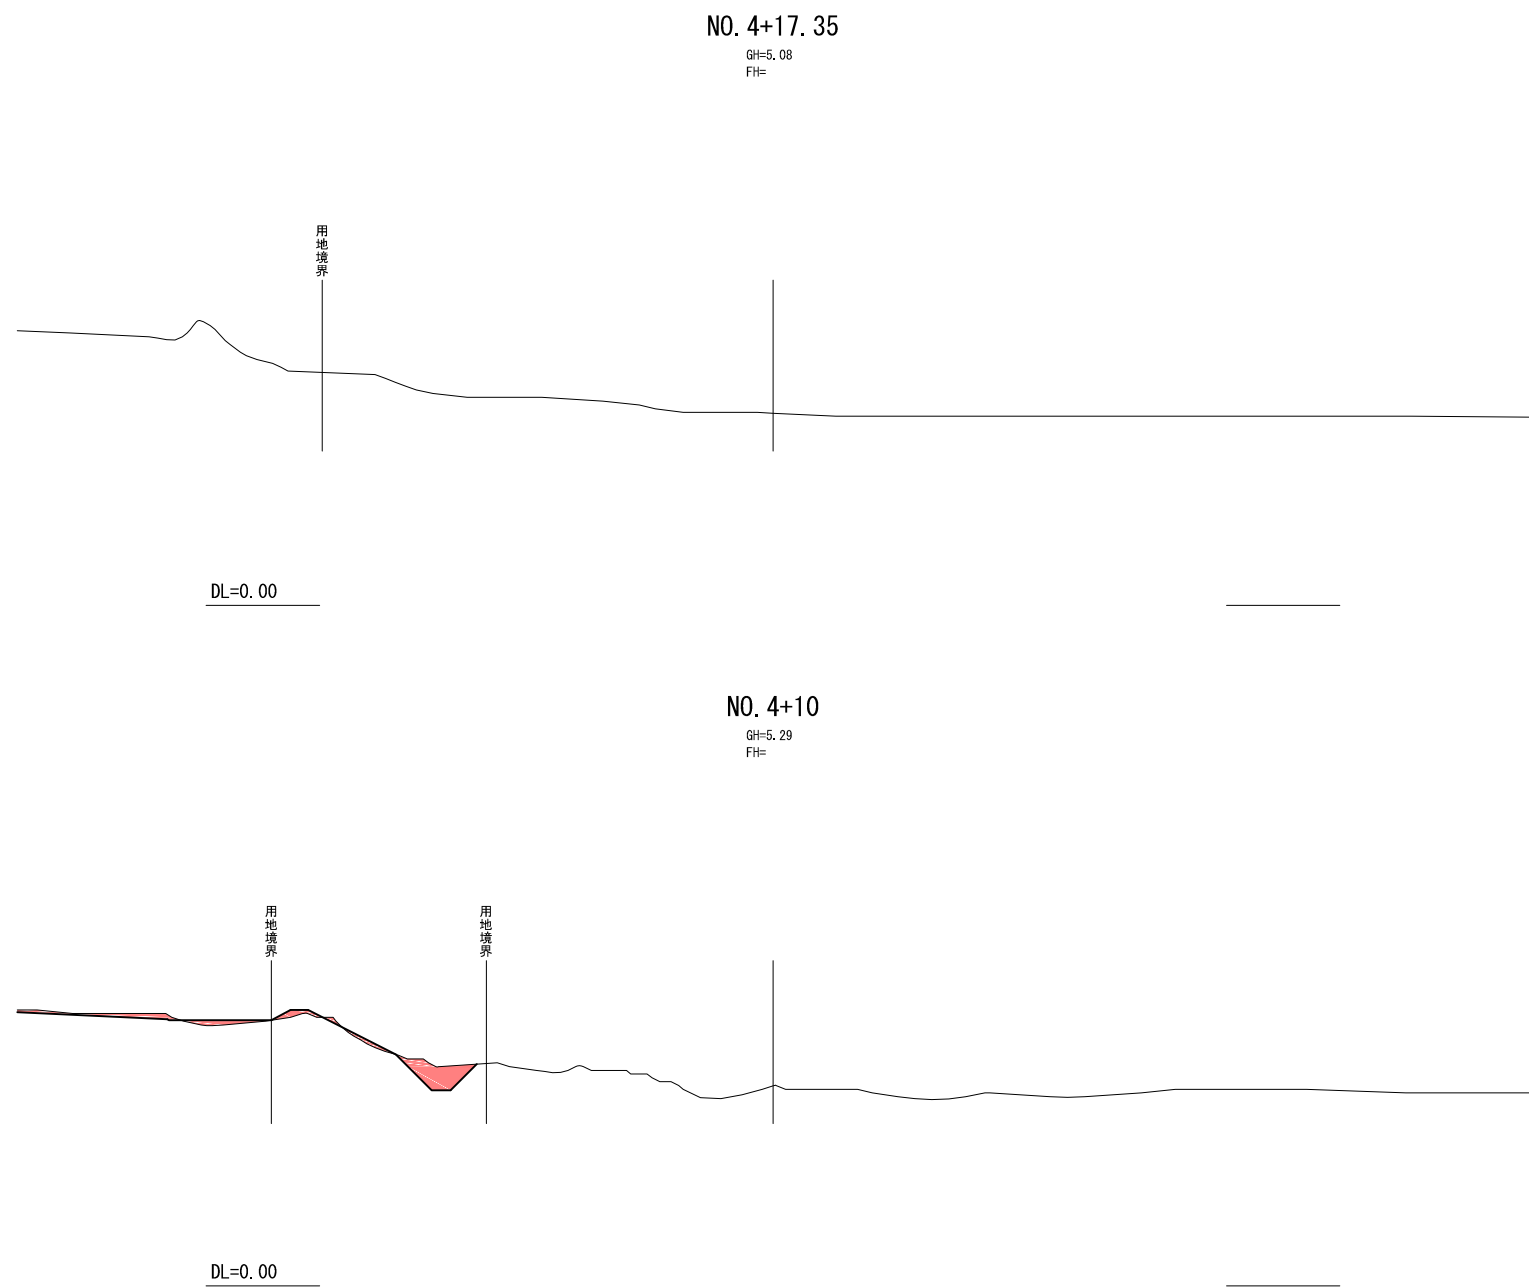 NO. 4+17. 35
GH=5. 08
FH=
用地境界
DL=0. 00
NO. 4+10
GH=5. 29
FH=
用地境界
用地境界
DL=0. 00